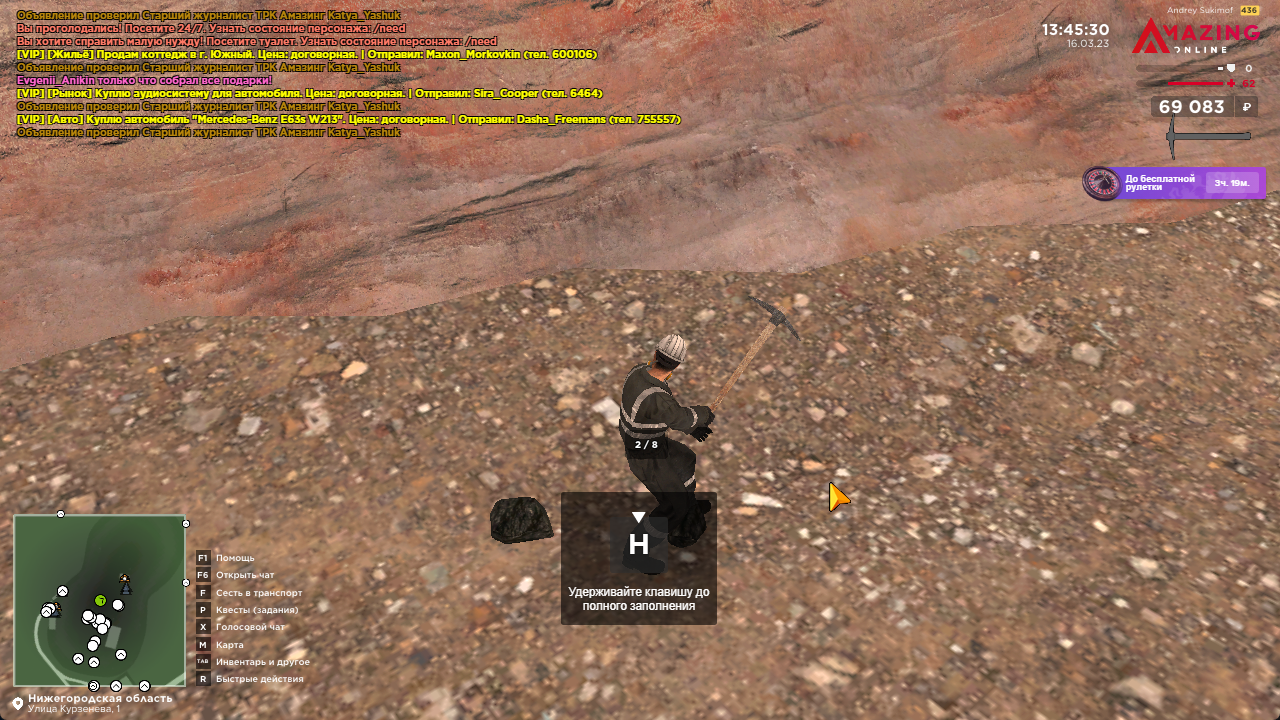 Объявление проверил Старший журналист ТРК Амазинг Katya_Yashuk
Вы проголодались! Посетите 24/7. Узнать состояние персонажа: /need
Вы хотите справить малую нужду! Посетите туалет. Узнать состояние персонажа: /need
[VIP] [Жильё] Продам коттедж в г. Южный. Цена: договорная. | Отправил: Maxon_Morkovkin (тел. 600106)
Объявление проверил Старший журналист ТРК Амазинг Katya_Yashuk
Evgenii_Anikin только что собрал все подарки!
[VIP] [Рынок] Куплю аудиосистему для автомобиля. Цена: договорная. | Отправил: Sira_Cooper (тел. 6464)
Объявление проверил Старший журналист ТРК Амазинг Katya_Yashuk
[VIP] [Авто] Куплю автомобиль "Mercedes-Benz E63s W213". Цена: договорная. | Отправил: Dasha_Freemans (тел. 755557)
Объявление проверил Старший журналист ТРК Амазинг Katya_Yashuk
Andrey Sukimof 436
13:45:30
16.03.23
AMAZING
ONLINE
0
62
69 083 ₽
До бесплатной
рулетки
3ч. 19м.
2 / 8
H
Удерживайте клавишу до
полного заполнения
F1 Помощь
F6 Открыть чат
F Сесть в транспорт
P Квесты (задания)
X Голосовой чат
M Карта
TAB Инвентарь и другое
R Быстрые действия
Нижегородская область
Улица Курзенёва, 1